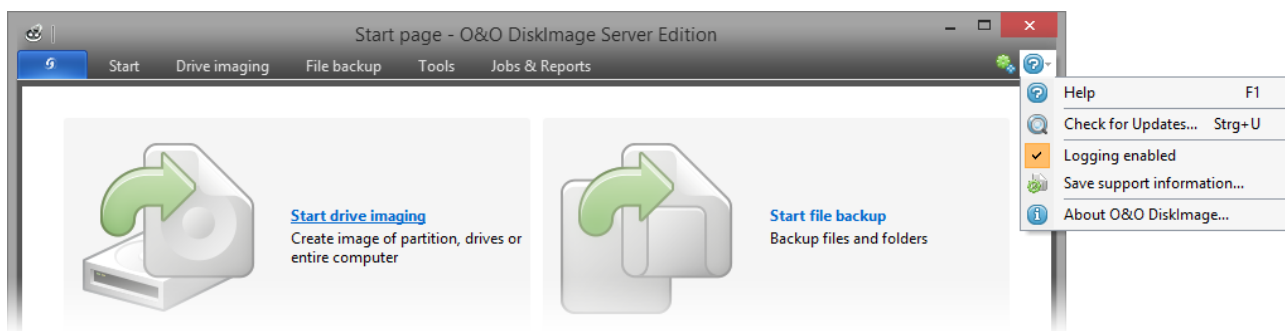 Start page - O&O DiskImage Server Edition
Start Drive imaging File backup Tools Jobs & Reports
Help F1
Check for Updates... Strg+U
Logging enabled
Save support information...
About O&O DiskImage...
Start drive imaging
Create image of partition, drives or
entire computer
Start file backup
Backup files and folders